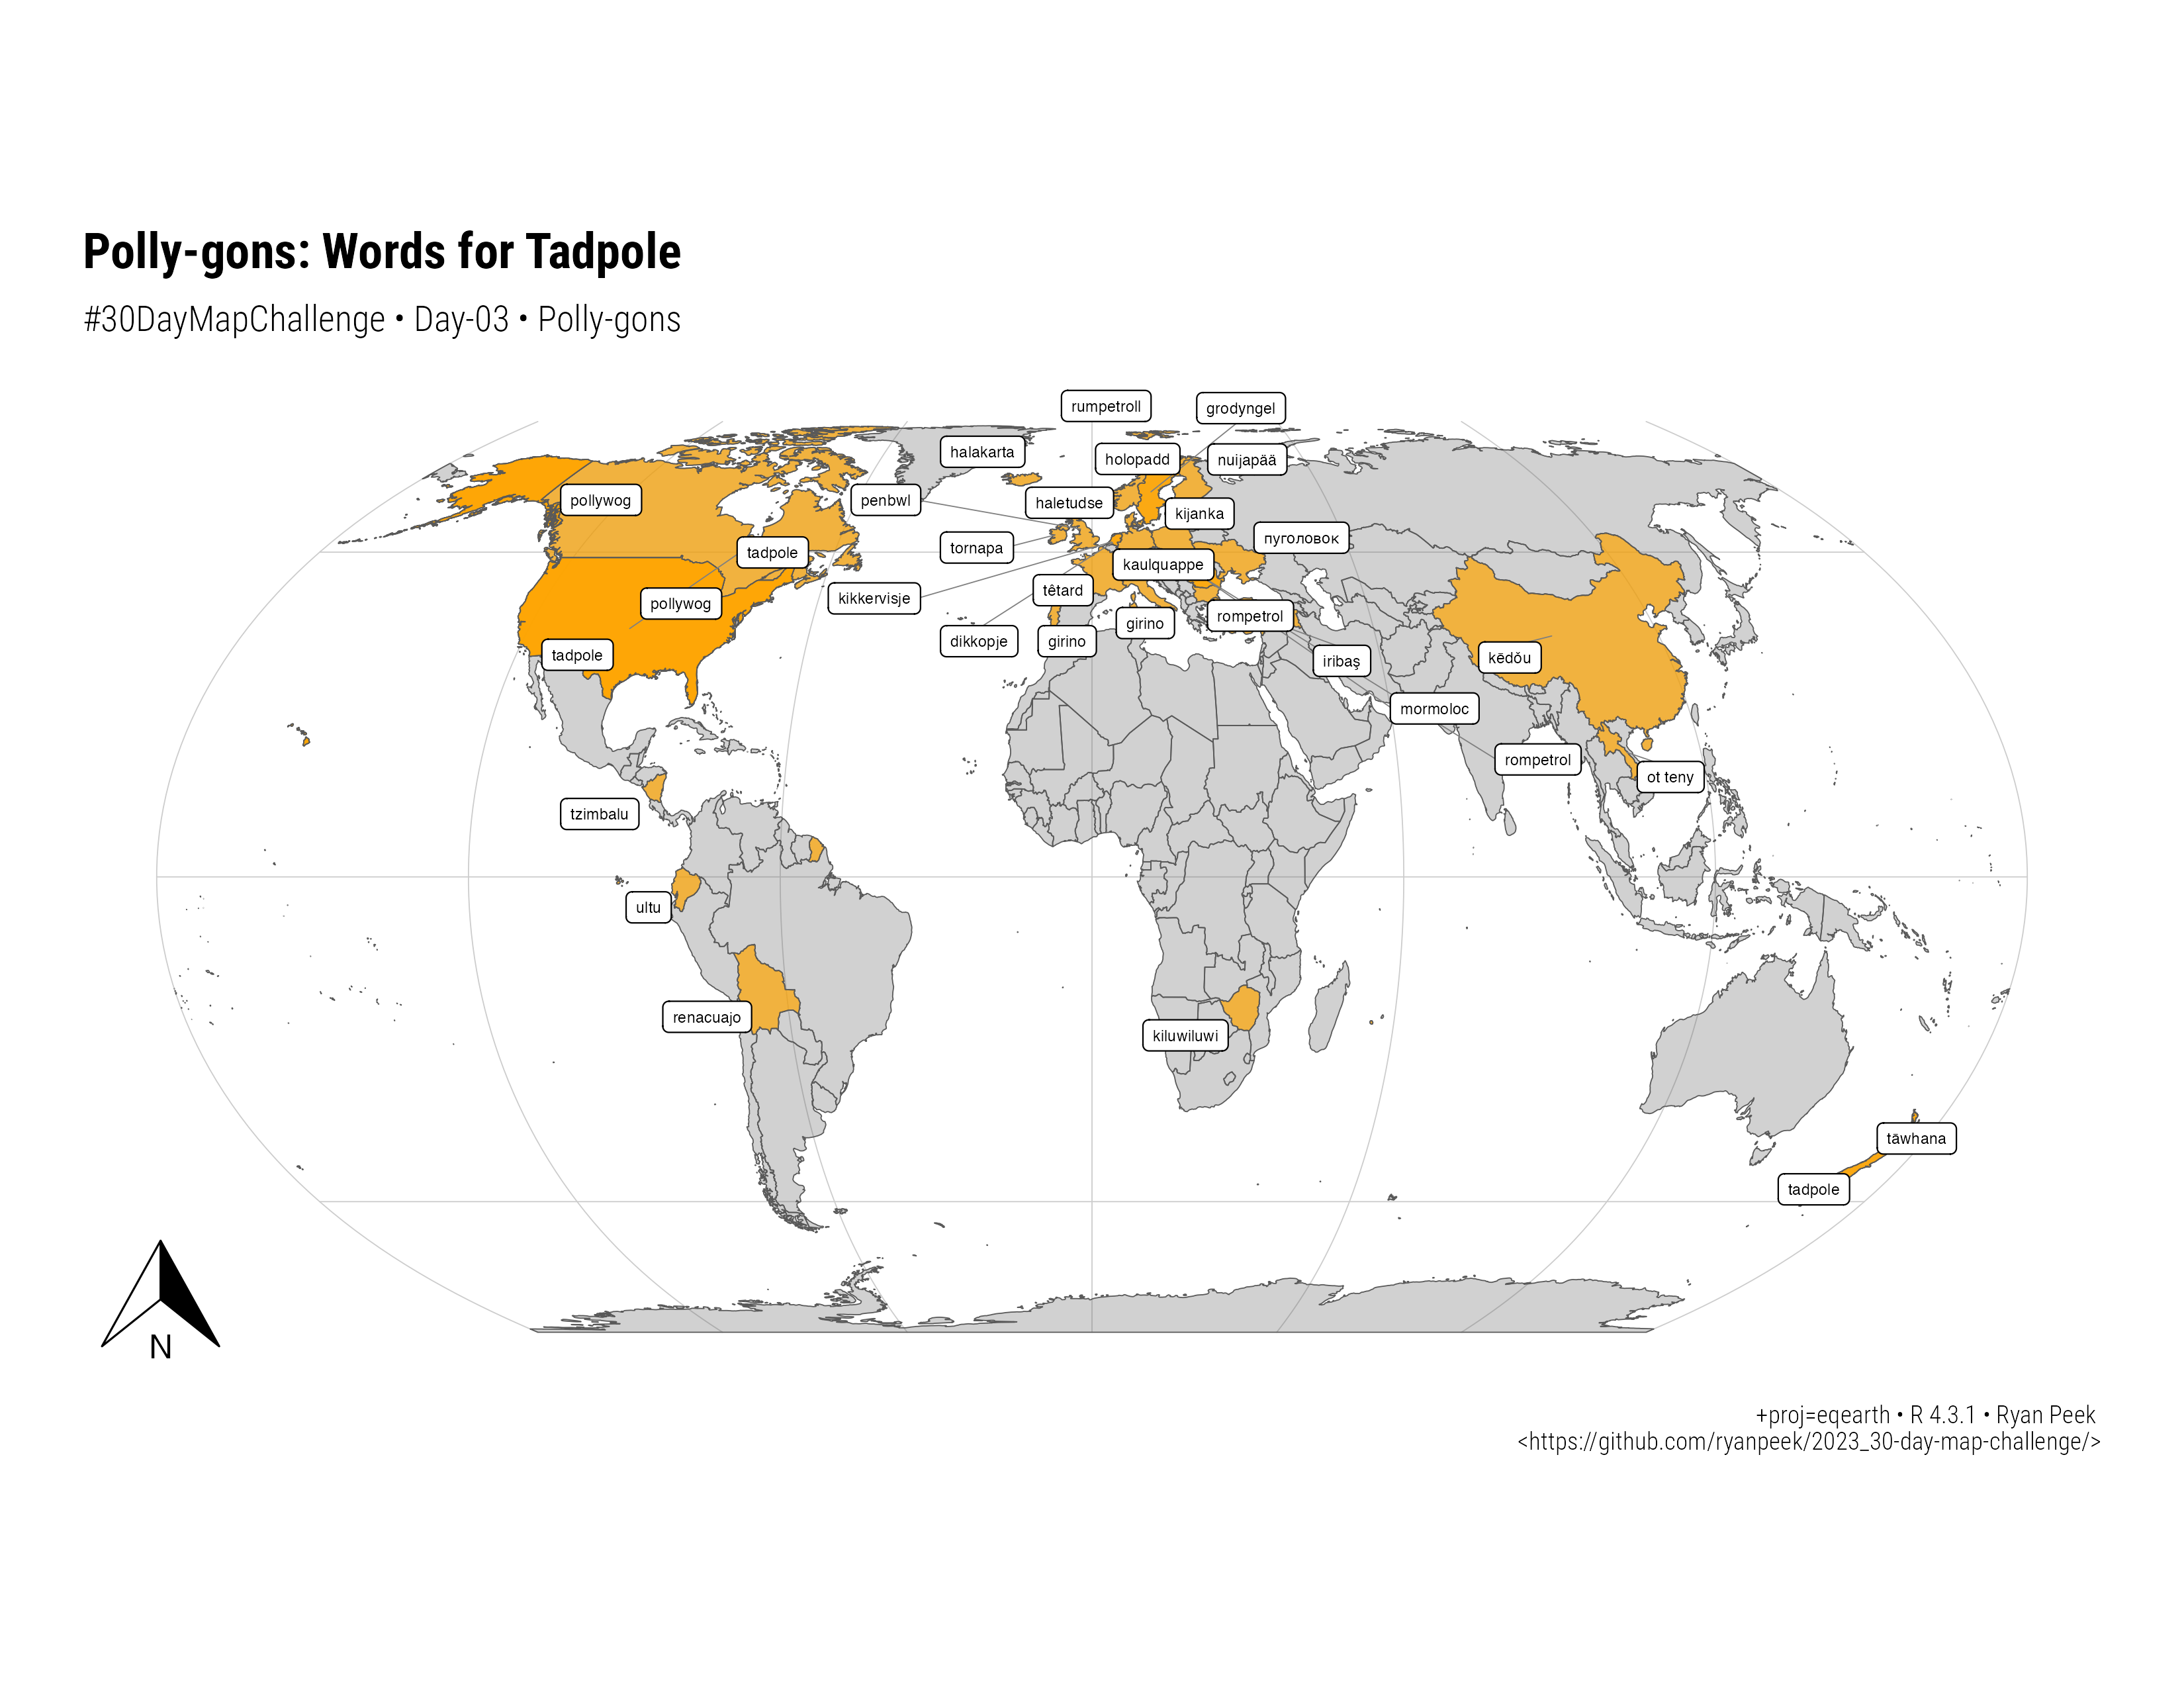 Polly-gons: Words for Tadpole
#30DayMapChallenge • Day-03 • Polly-gons
rumpetroll
grodyngel
halakarta
holopadd
nuijapää
pollywog
penbwl
haletudse
kijanka
tornapa
пуголовок
tadpole
kaulquappe
têtard
kikkervisje
pollywog
rompetrol
girino
dikkopje
girino
tadpole
iribaş
kēdǒu
mormoloc
rompetrol
ot teny
tzimbalu
ultu
renacuajo
kiluwiluwi
tāwhana
tadpole
N
+proj=eqearth • R 4.3.1 • Ryan Peek
<https://github.com/ryanpeek/2023_30-day-map-challenge/>